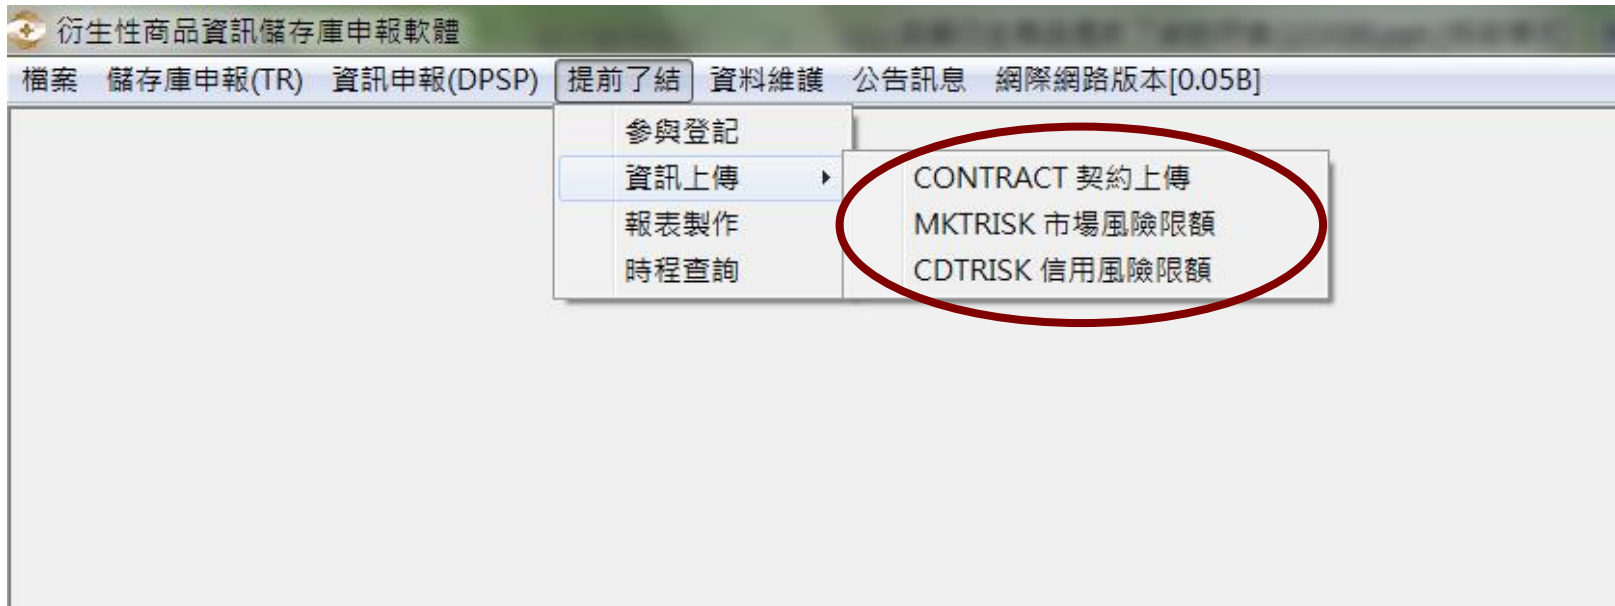 衍生性商品資訊儲存庫申報軟體
檔案 儲存庫申報(TR) 資訊申報(DPSP) 提前了結 資料維護 公告訊息 網際網路版本[0.05B]
參與登記
資訊上傳
CONTRACT 契約上傳
報表製作
MKTRISK 市場風險限額
時程查詢
CDTRISK 信用風險限額